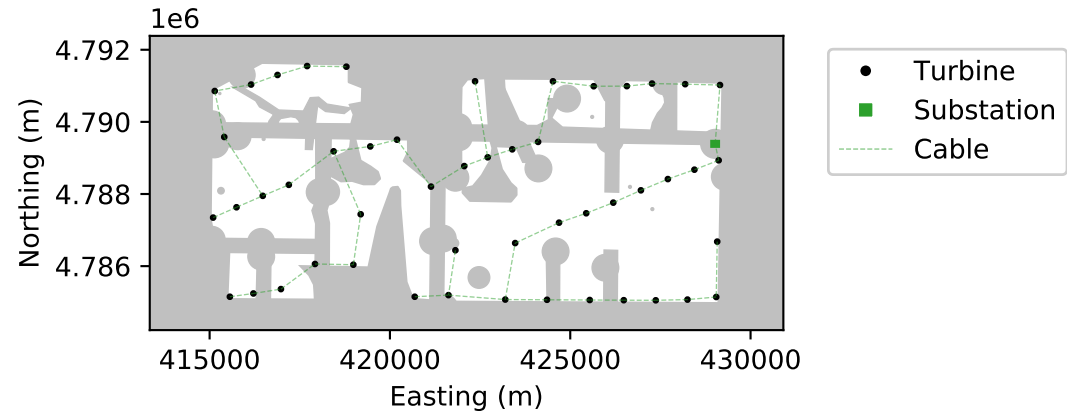 1e6
4.792
4.790
4.788
4.786
Northing (m)
415000
420000
425000
430000
Easting (m)
Turbine
Substation
Cable